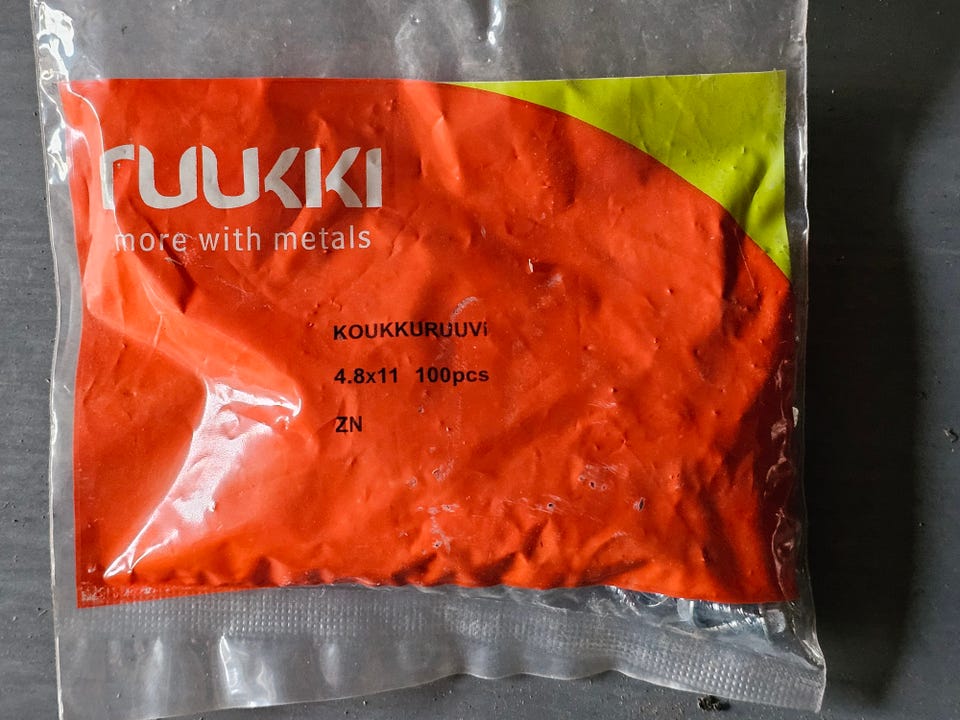 ruukki
more with metals
KOUKKURUUVI
4.8x11 100pcs
ZN